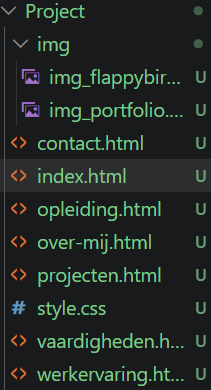 Project
img
img_flappybir... U
img_portfolio.... U
contact.html U
index.html U
opleiding.html U
over-mij.html U
projecten.html U
# style.css U
vaardigheden.h... U
werkervaring.ht... U